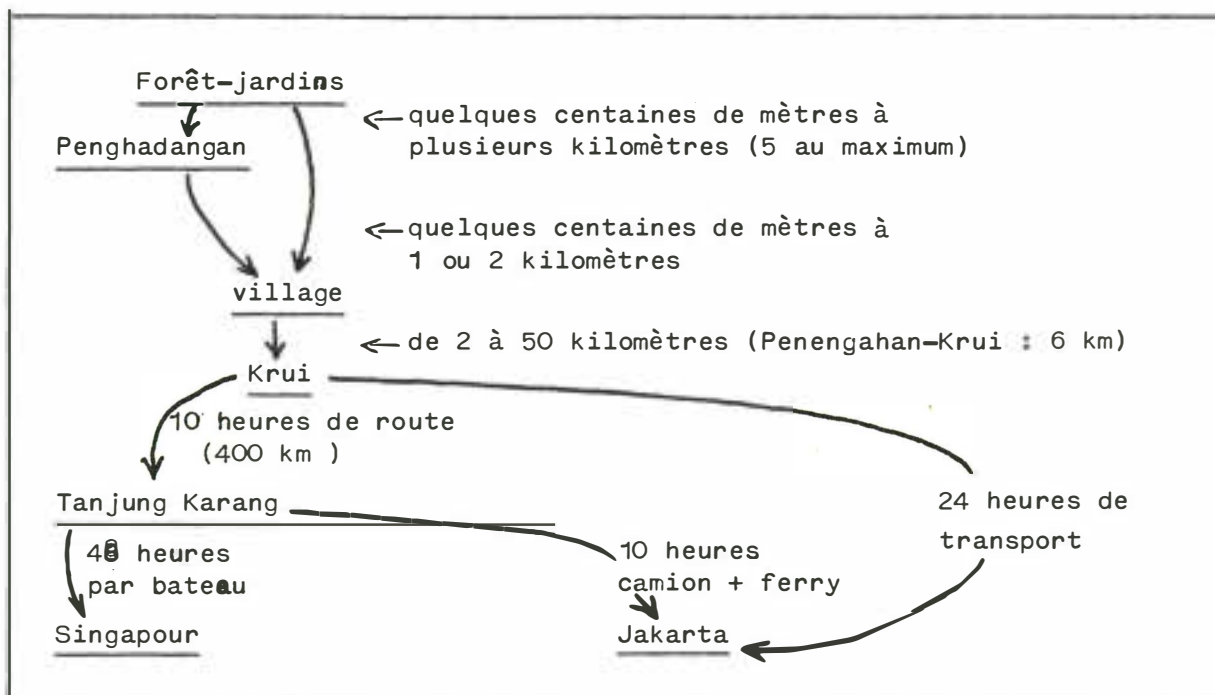 Forêt-jardins
← quelques centaines de mètres à
plusieurs kilomètres (5 au maximum)
Penghadangan
← quelques centaines de mètres à
1 ou 2 kilomètres
village
← de 2 à 50 kilomètres (Penengahan-Krui : 6 km)
Krui
10 heures de route
(400 km )
Tanjung Karang
24 heures de
transport
48 heures
par bateau
10 heures
camion + ferry
Singapour
Jakarta